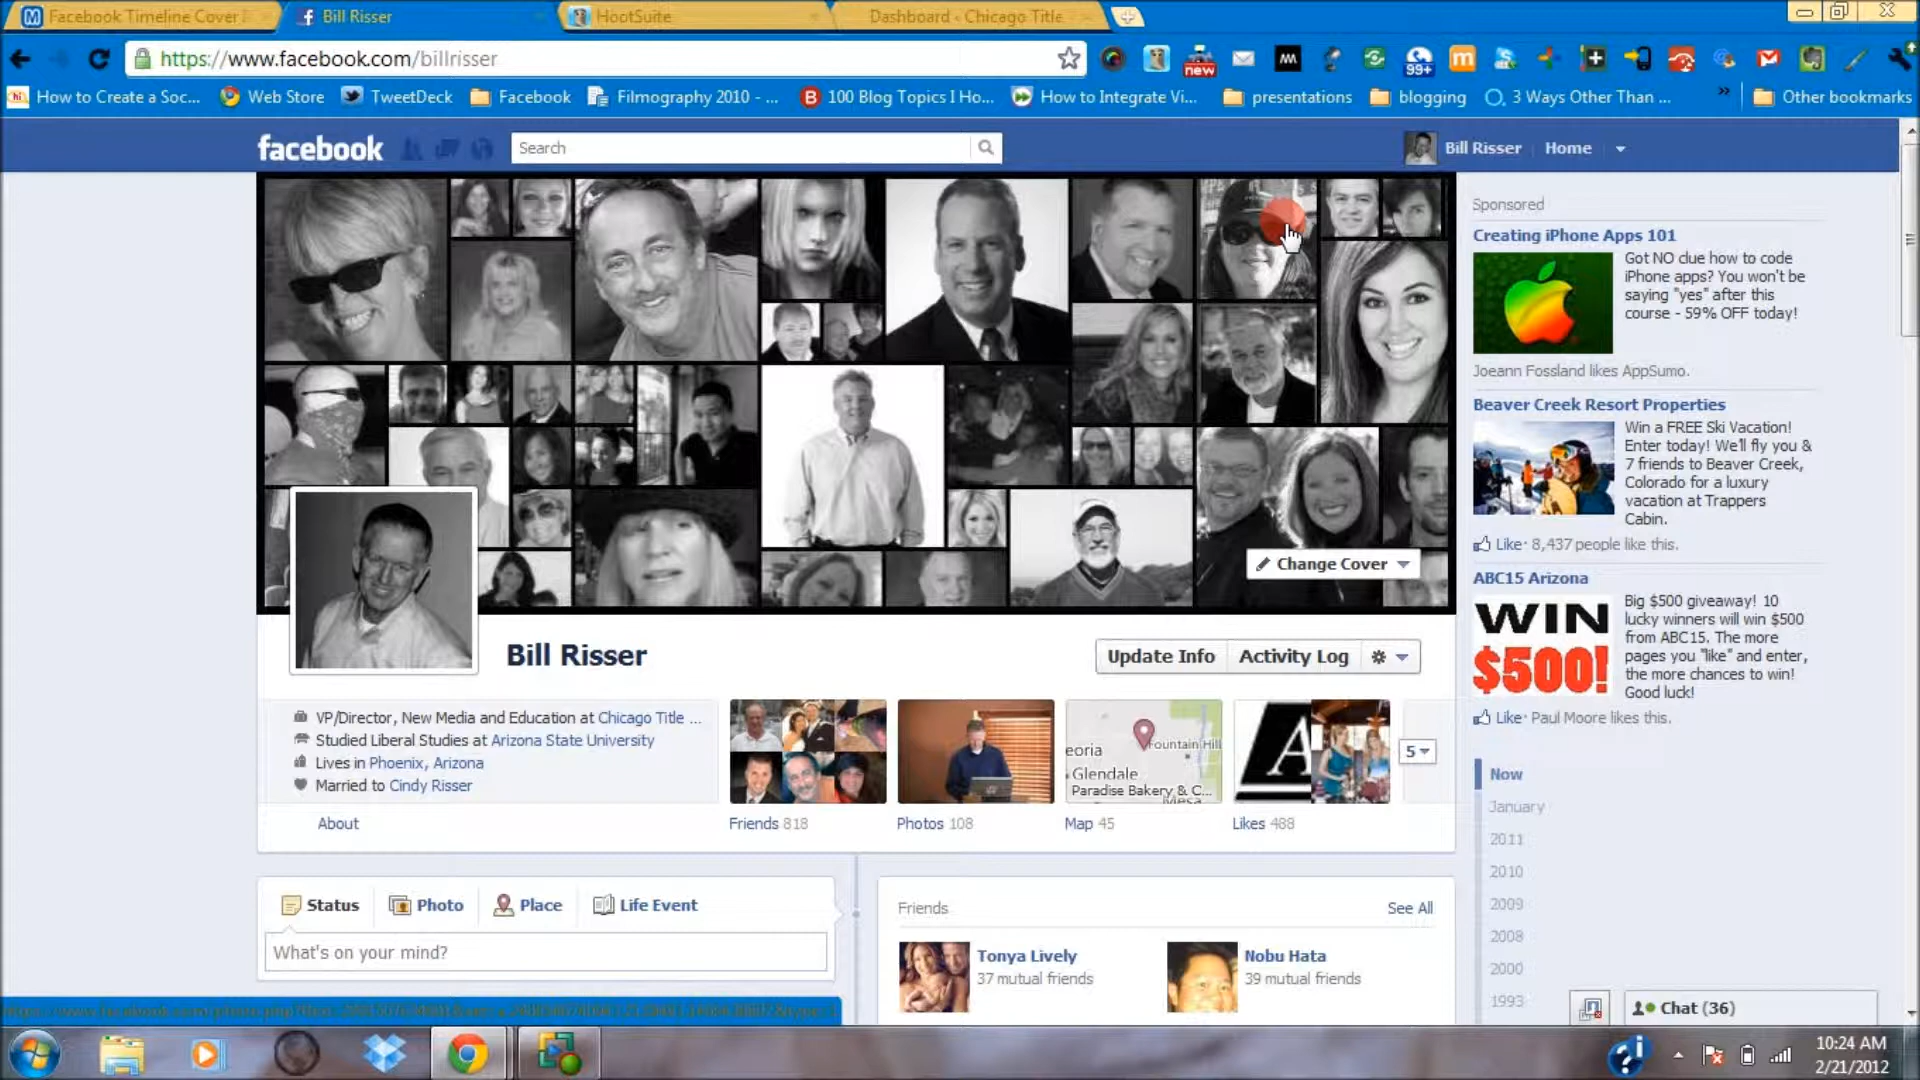 Facebook Timeline Cover
Bill Risser
HootSuite
Dashboard - Chicago Title
https://www.facebook.com/billrisser
new
99+
How to Create a Soc...
Web Store
TweetDeck
Facebook
Filmography 2010 - ...
100 Blog Topics I Ho...
How to Integrate Vi...
presentations
blogging
3 Ways Other Than ...
Other bookmarks
facebook
Search
Bill Risser
Home
Change Cover
Bill Risser
Update Info
Activity Log
VP/Director, New Media and Education at Chicago Title ...
Studied Liberal Studies at Arizona State University
Lives in Phoenix, Arizona
Married to Cindy Risser
About
Friends 818
Photos 108
eoria
Fountain Hill
Glendale
Paradise Bakery & C...
Mesa
Map 45
A
Likes 488
5
Status
Photo
Place
Life Event
What's on your mind?
Friends
See All
Tonya Lively
37 mutual friends
Nobu Hata
39 mutual friends
Sponsored
Creating iPhone Apps 101
Got NO clue how to code
iPhone apps? You won't be
saying "yes" after this
course - 59% OFF today!
Joeann Fossland likes AppSumo.
Beaver Creek Resort Properties
Win a FREE Ski Vacation!
Enter today! We'll fly you &
7 friends to Beaver Creek,
Colorado for a luxury
vacation at Trappers
Cabin.
Like · 8,437 people like this.
ABC15 Arizona
WIN
$500!
Big $500 giveaway! 10
lucky winners will win $500
from ABC15. The more
pages you "like" and enter,
the more chances to win!
Good luck!
Like · Paul Moore likes this.
Now
January
2011
2010
2009
2008
2000
1993
Chat (36)
10:24 AM
2/21/2012